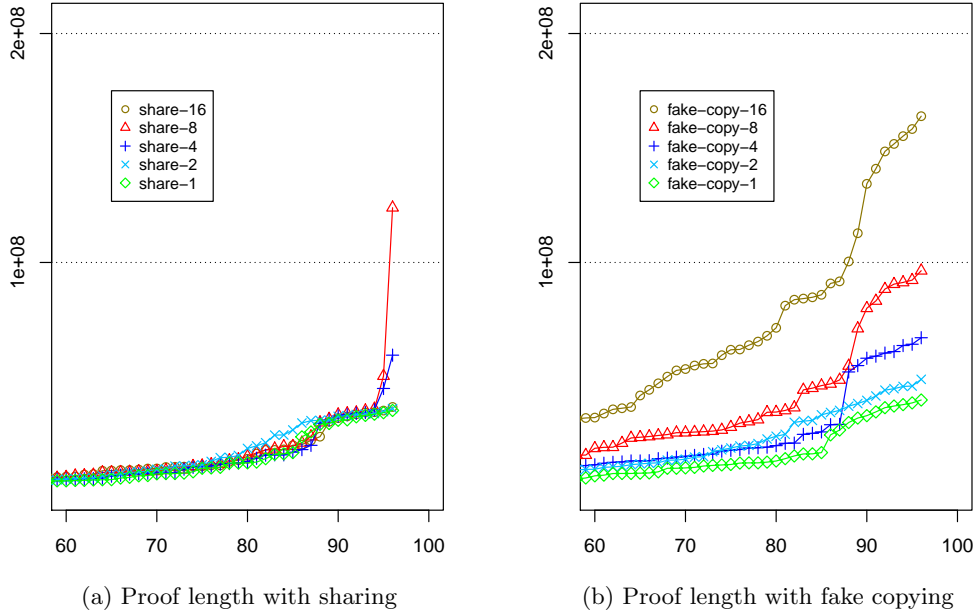 2e+08
1e+08
share−16
share−8
share−4
share−2
share−1
60 70 80 90 100
(a) Proof length with sharing
2e+08
1e+08
fake−copy−16
fake−copy−8
fake−copy−4
fake−copy−2
fake−copy−1
60 70 80 90 100
(b) Proof length with fake copying